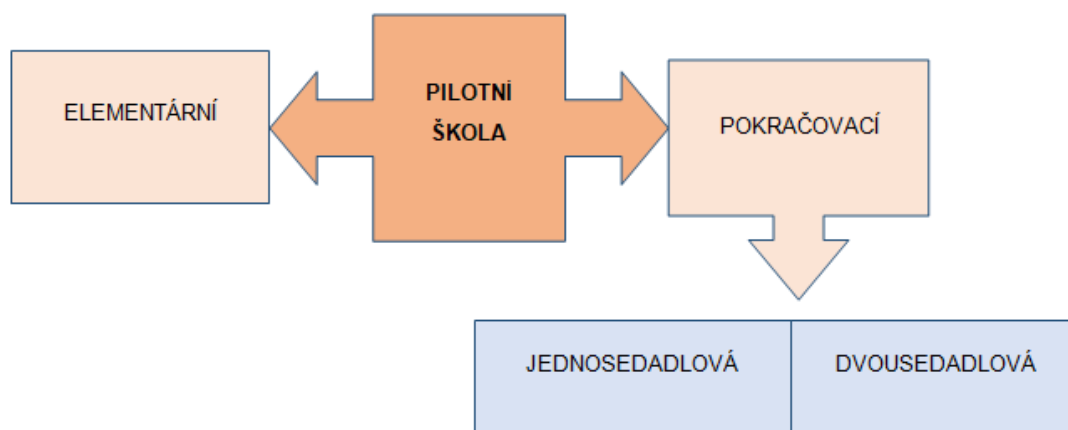 ELEMENTÁRNÍ
PILOTNÍ
ŠKOLA
POKRAČOVACÍ
JEDNOSEDADLOVÁ
DVOUSEDADLOVÁ